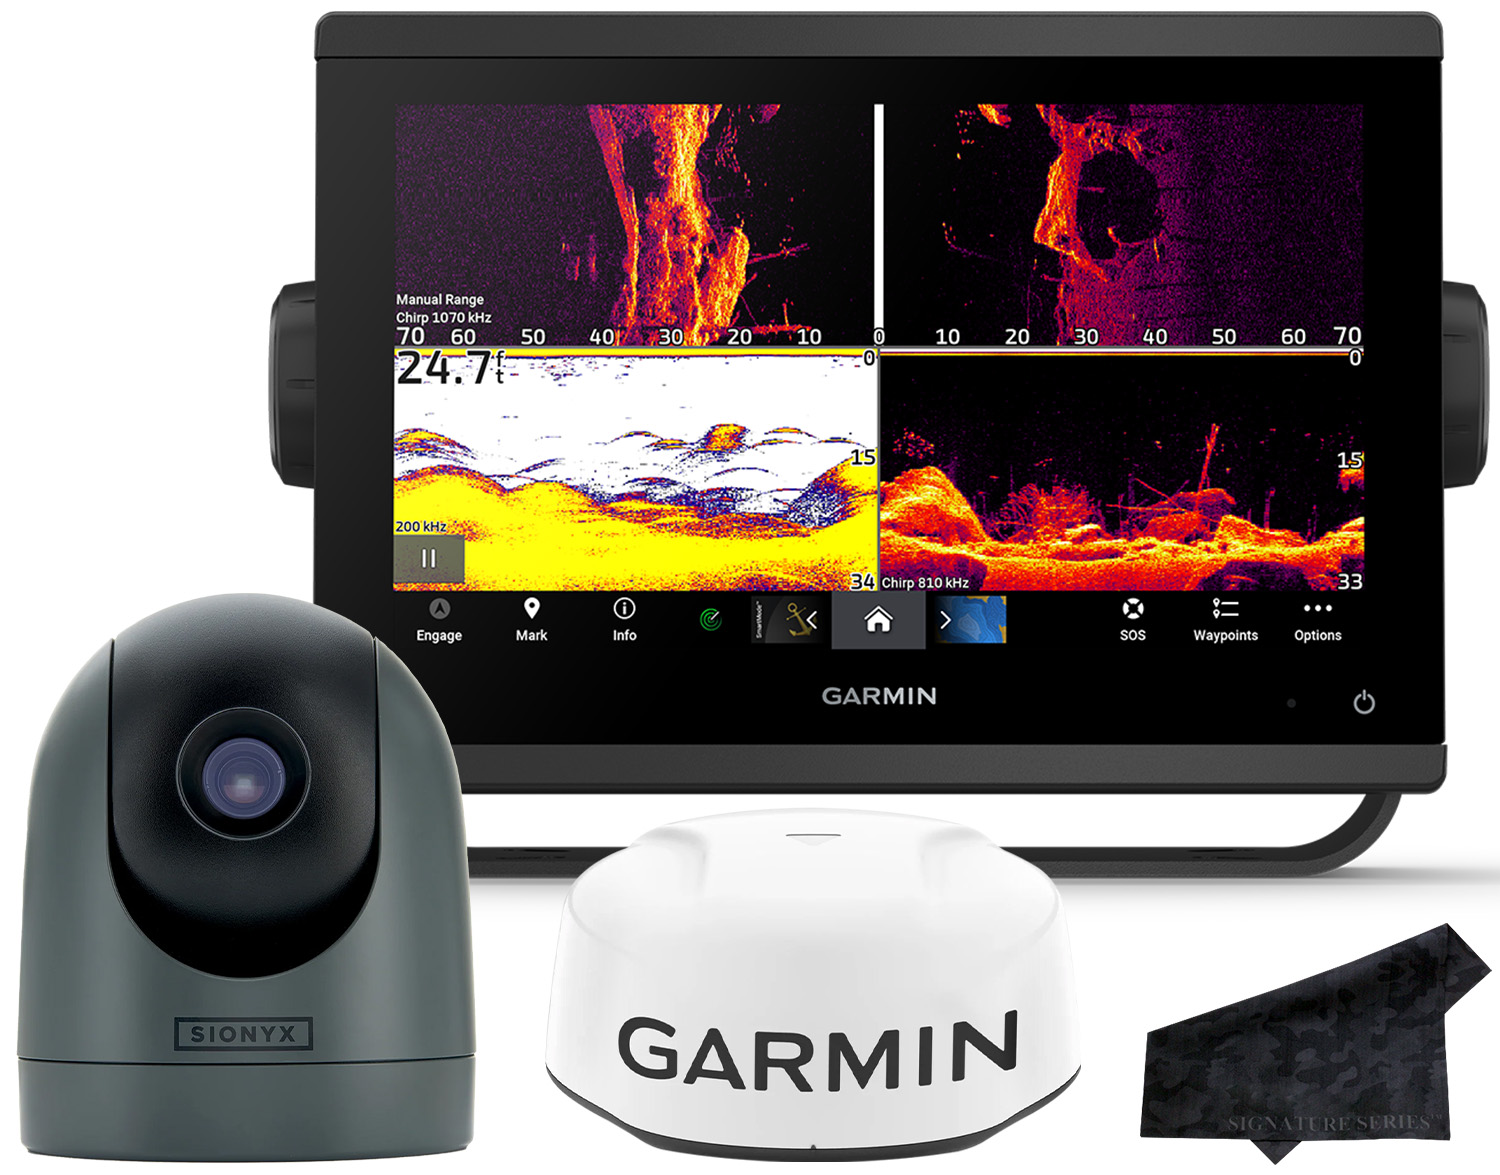 Manual Range
Chirp 1070 kHz
70 60 50 40 30 20 10 0 10 20 30 40 50 60 70
24.7 ft
0
0
15
15
200 kHz
34
Chirp 810 kHz
33
Engage
Mark
Info
SmartMode™
SOS
Waypoints
Options
GARMIN
SIONYX
GARMIN
SIGNATURE SERIES™